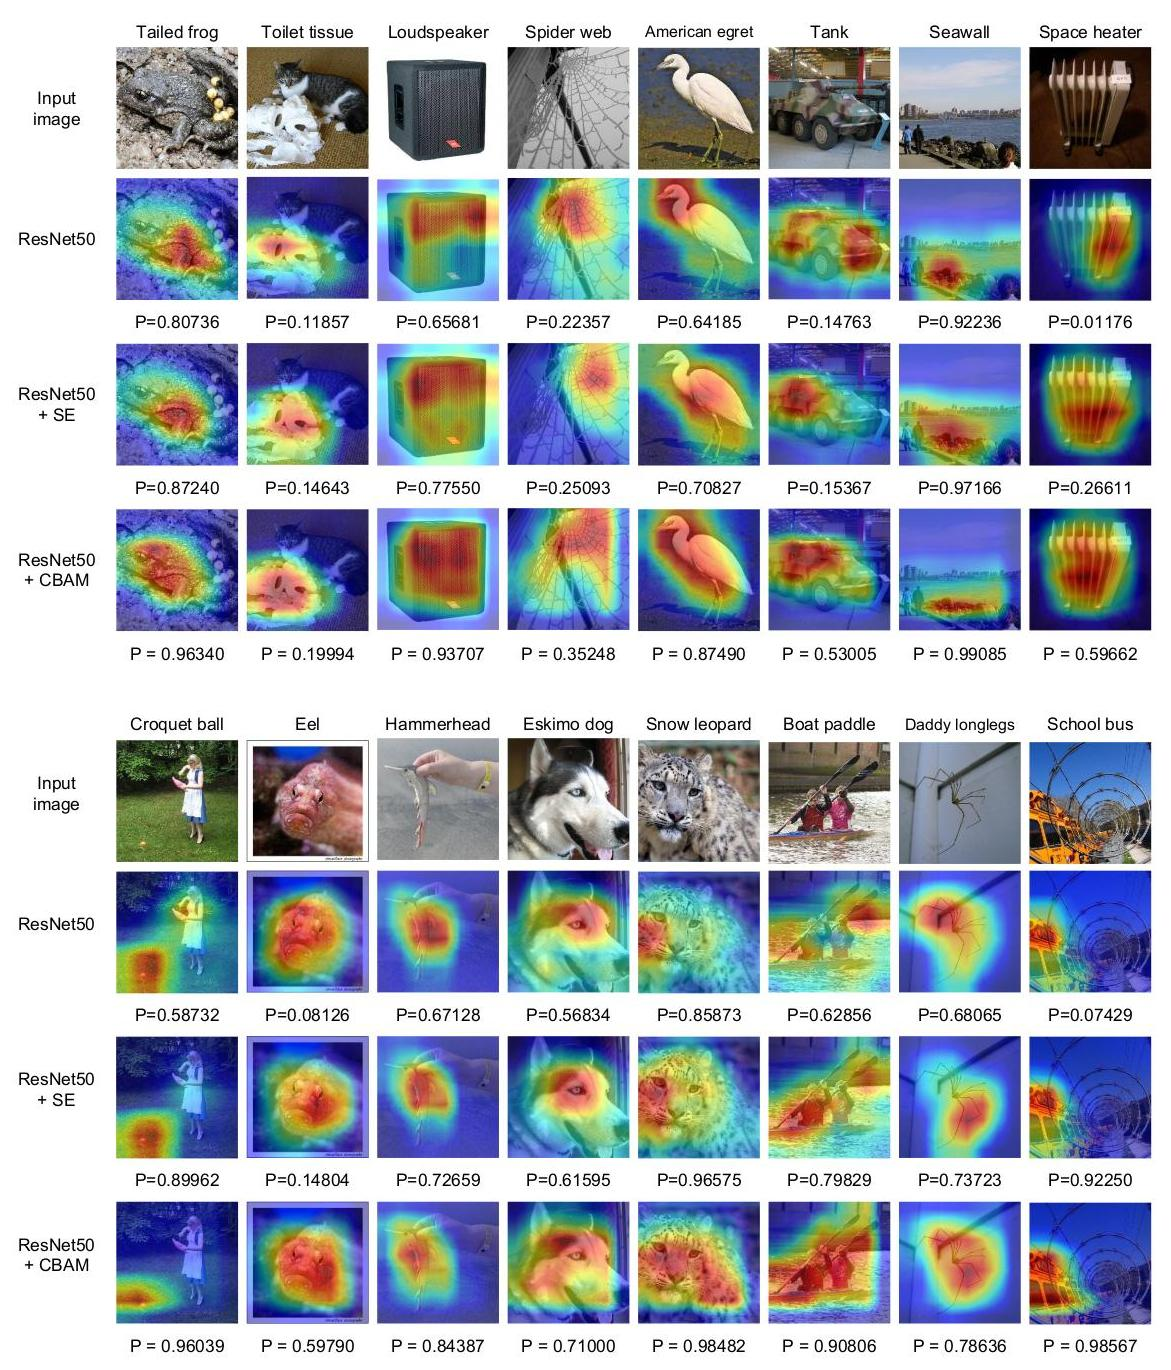 Tailed frog Toilet tissue Loudspeaker Spider web American egret Tank Seawall Space heater
Input
image
ResNet50
P=0.80736 P=0.11857 P=0.65681 P=0.22357 P=0.64185 P=0.14763 P=0.92236 P=0.01176
ResNet50
+ SE
P=0.87240 P=0.14643 P=0.77550 P=0.25093 P=0.70827 P=0.15367 P=0.97166 P=0.26611
ResNet50
+ CBAM
P = 0.96340 P = 0.19994 P = 0.93707 P = 0.35248 P = 0.87490 P = 0.53005 P = 0.99085 P = 0.59662
Croquet ball Eel Hammerhead Eskimo dog Snow leopard Boat paddle Daddy longlegs School bus
Input
image
ResNet50
P=0.58732 P=0.08126 P=0.67128 P=0.56834 P=0.85873 P=0.62856 P=0.68065 P=0.07429
ResNet50
+ SE
P=0.89962 P=0.14804 P=0.72659 P=0.61595 P=0.96575 P=0.79829 P=0.73723 P=0.92250
ResNet50
+ CBAM
P = 0.96039 P = 0.59790 P = 0.84387 P = 0.71000 P = 0.98482 P = 0.90806 P = 0.78636 P = 0.98567